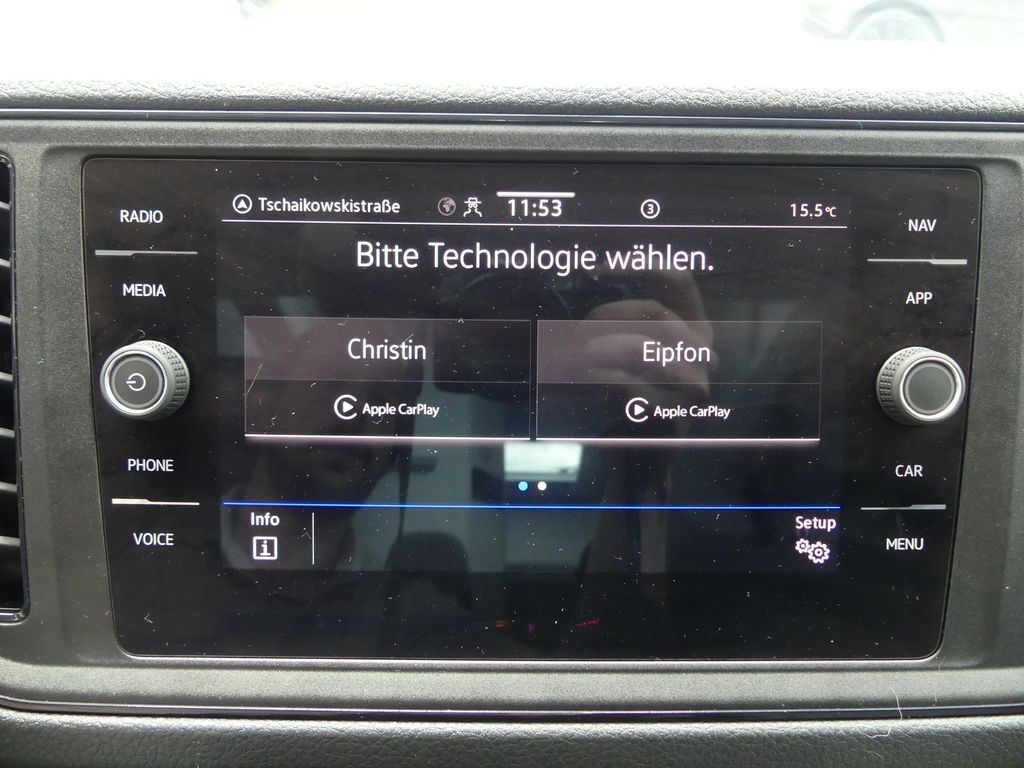 Tschaikowskistraße 11:53 3 15.5°C
Bitte Technologie wählen.
Christin
Apple CarPlay
Eipfon
Apple CarPlay
Info
i
Setup
RADIO
MEDIA
PHONE
VOICE
NAV
APP
CAR
MENU